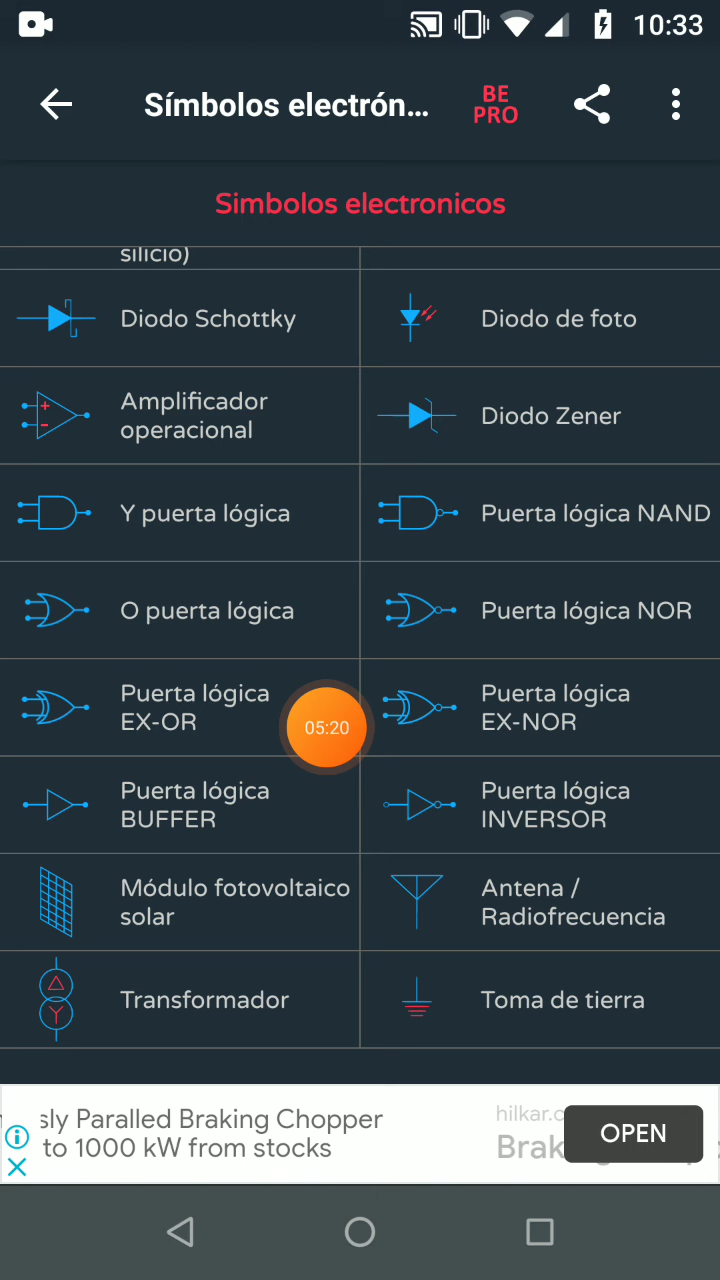 10:33
Símbolos electrón...
BE
PRO
Simbolos electronicos
silicio)
Diodo Schottky
Diodo de foto
Amplificador
operacional
Diodo Zener
Y puerta lógica
Puerta lógica NAND
O puerta lógica
Puerta lógica NOR
Puerta lógica
EX-OR
05:20
Puerta lógica
EX-NOR
Puerta lógica
BUFFER
Puerta lógica
INVERSOR
Módulo fotovoltaico
solar
Antena /
Radiofrecuencia
Transformador
Toma de tierra
sly Paralled Braking Chopper
to 1000 kW from stocks
hilkar.c
Brak
OPEN